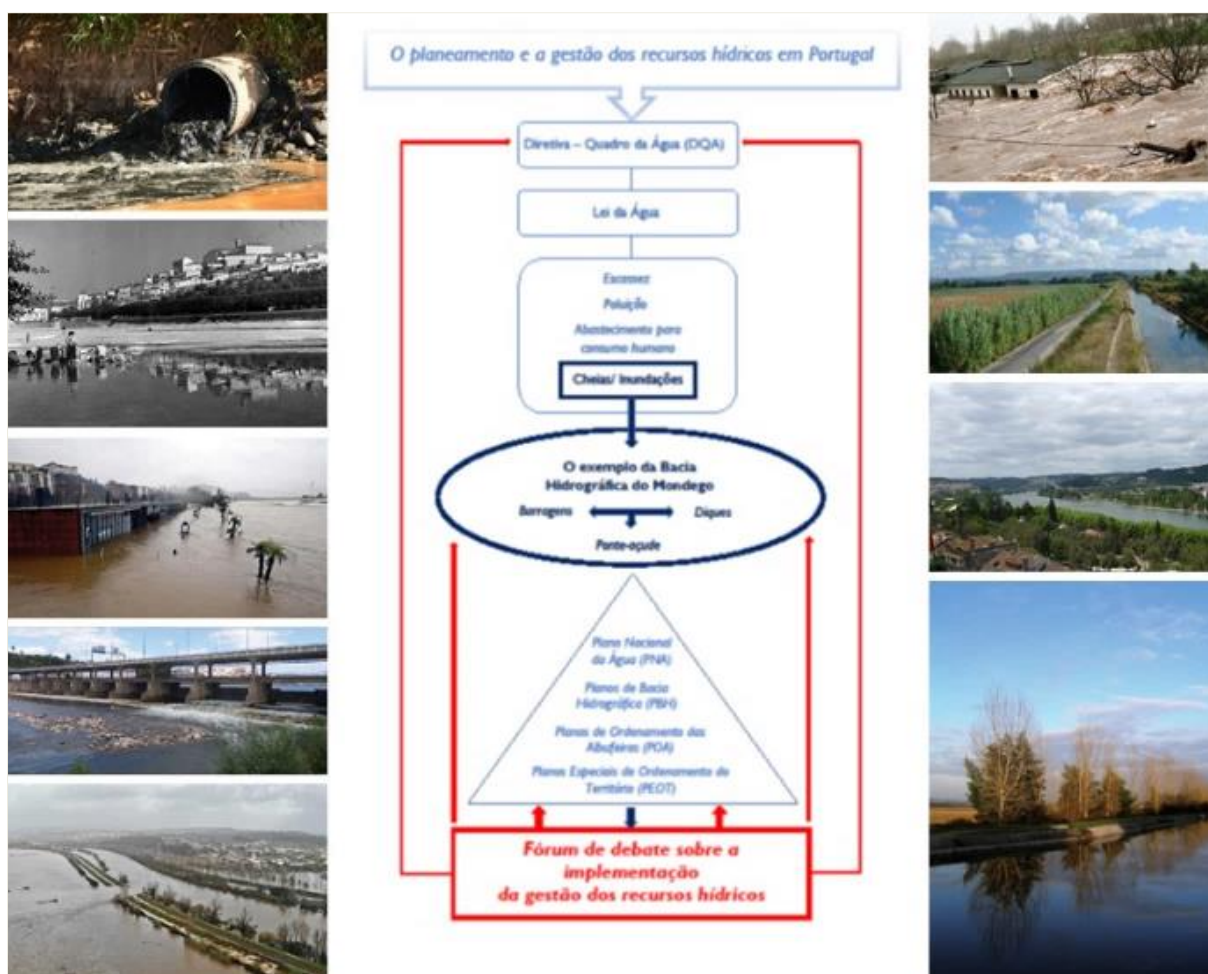 O planeamento e a gestão dos recursos hídricos em Portugal
Diretiva – Quadro da Água (DQA)
Lei da Água
Escassez
Poluição
Abastecimento para
consumo humano
Cheias/ Inundações
O exemplo da Bacia
Hidrográfica do Mondego
Barragens
Diques
Ponte-açude
Plano Nacional
da Água (PNA)
Planos de Bacia
Hidrográfica (PBH)
Planos de Ordenamento das
Albufeiras (POA)
Planos Especiais de Ordenamento do
Território (PEOT)
Fórum de debate sobre a
implementação
da gestão dos recursos hídricos